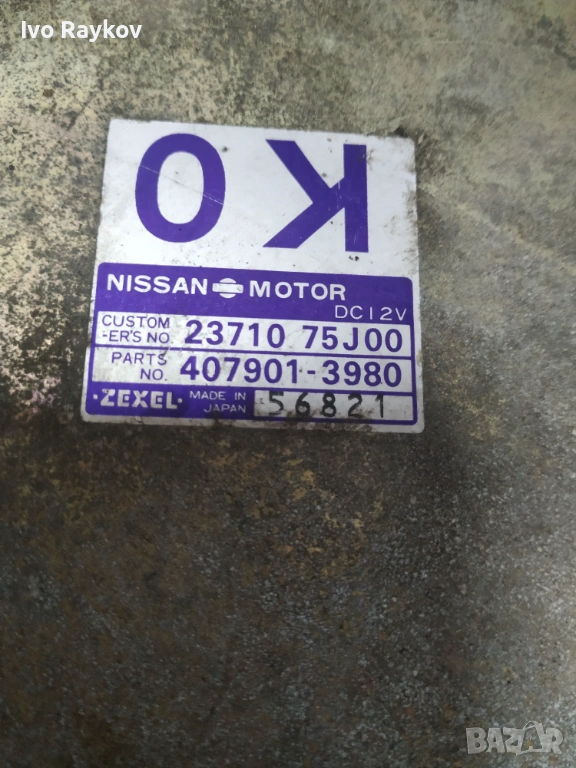 Ivo Raykov
KO
NISSAN MOTOR
DC12V
CUSTOM
-ER'S NO. 23710 75J00
PARTS
NO. 407901-3980
·ZEXEL· MADE IN
JAPAN 56821
BAZAR